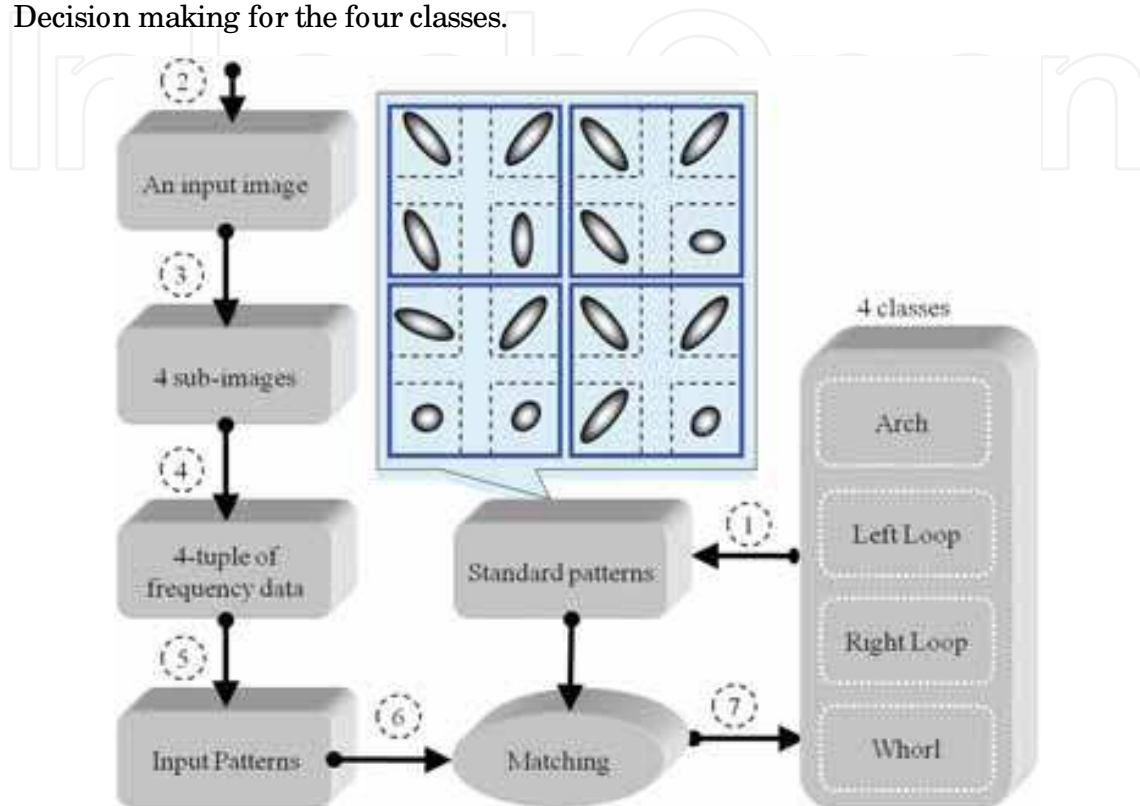 Decision making for the four classes.
2
An input image
3
4 sub-images
4
4-tuple of
frequency data
5
Input Patterns
6
Standard patterns
1
Matching
7
4 classes
Arch
Left Loop
Right Loop
Whorl